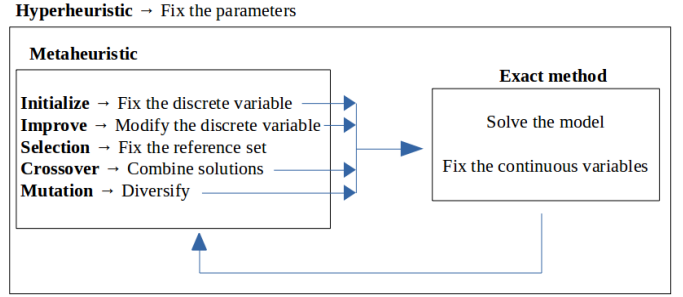 Hyperheuristic → Fix the parameters
Metaheuristic
Initialize → Fix the discrete variable
Improve → Modify the discrete variable
Selection → Fix the reference set
Crossover → Combine solutions
Mutation → Diversify
Exact method
Solve the model
Fix the continuous variables